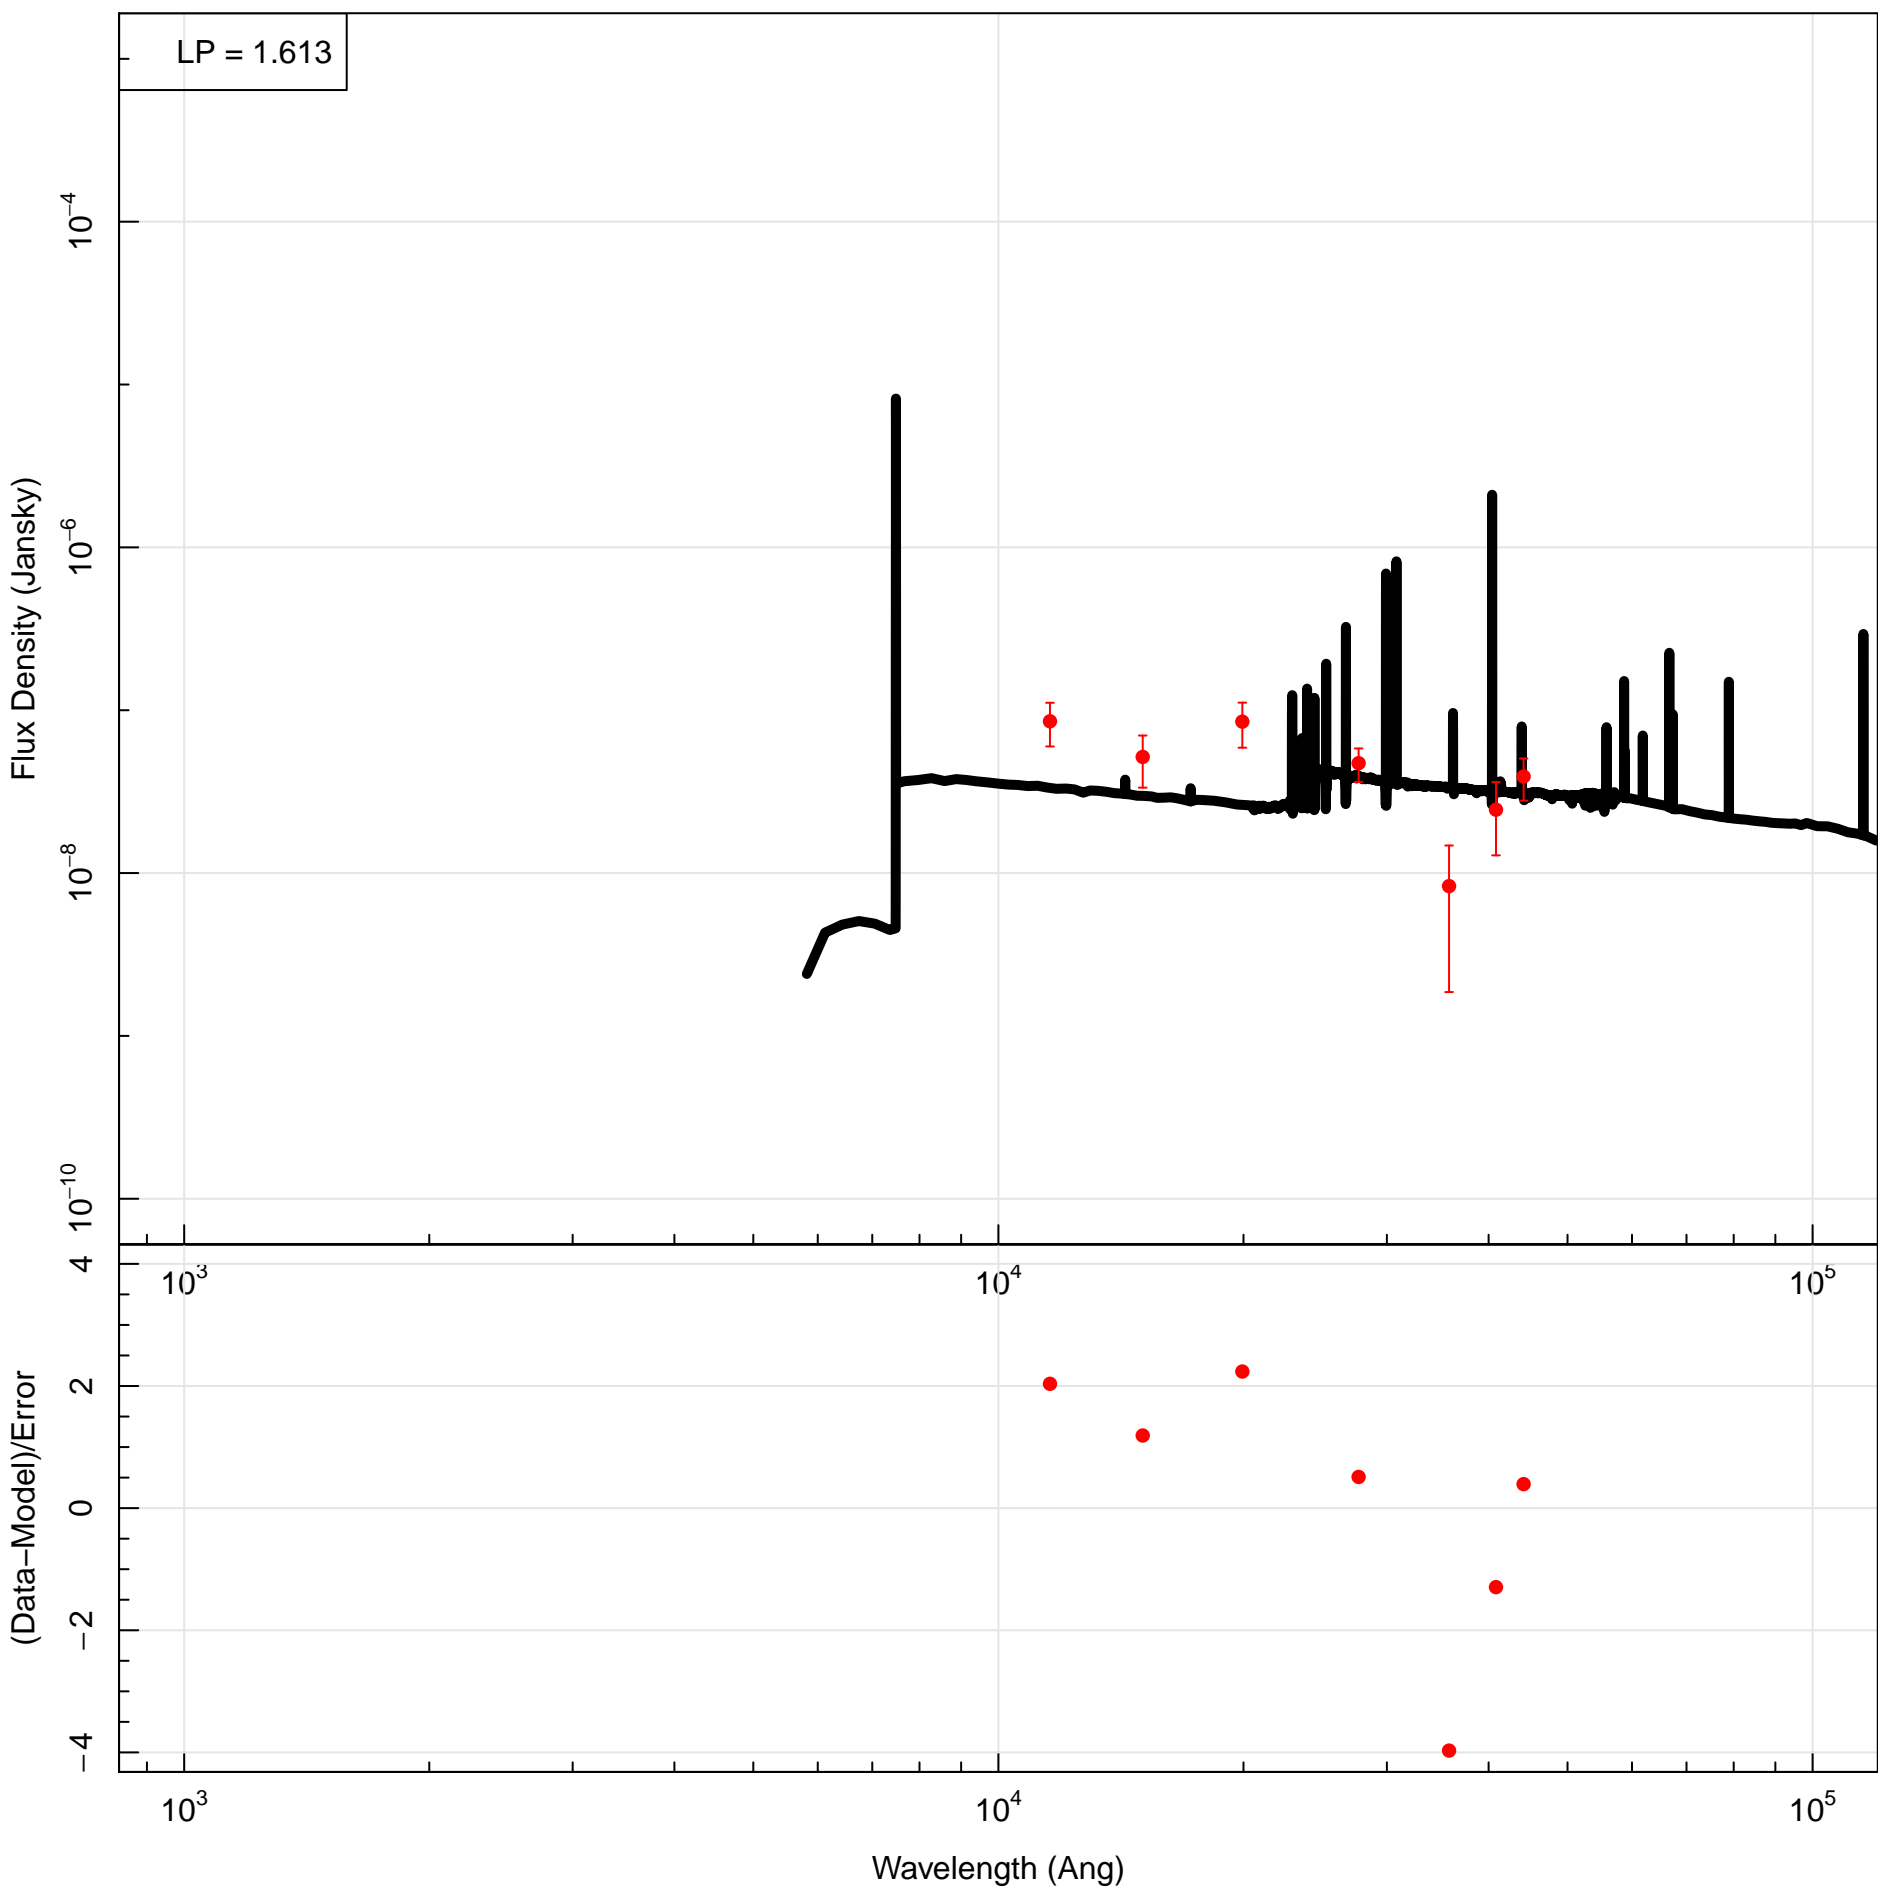 LP = 1.613
Flux Density (Jansky)
10⁻⁴
10⁻⁶
10⁻⁸
10⁻¹⁰
10³ 10⁴ 10⁵
(Data−Model)/Error
4
2
0
−2
−4
10³ 10⁴ 10⁵
Wavelength (Ang)